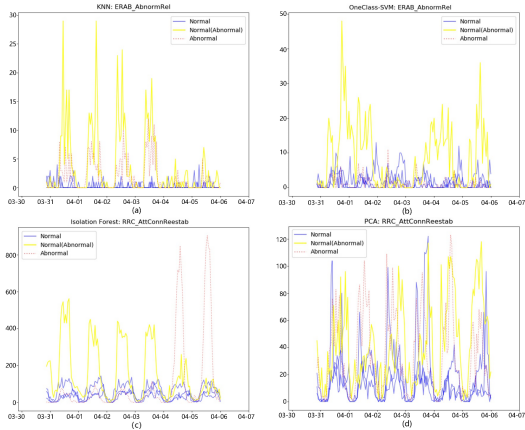 KNN: ERAB_AbnormRel
30
25
20
15
10
5
0
Normal
Normal(Abnormal)
Abnormal
03-30 03-31 04-01 04-02 04-03 04-04 04-05 04-06 04-07
(a)
OneClass-SVM: ERAB_AbnormRel
50
40
30
20
10
0
Normal
Normal(Abnormal)
Abnormal
03-30 03-31 04-01 04-02 04-03 04-04 04-05 04-06 04-07
(b)
Isolation Forest: RRC_AttConnReestab
800
600
400
200
0
Normal
Normal(Abnormal)
Abnormal
03-30 03-31 04-01 04-02 04-03 04-04 04-05 04-06 04-07
(c)
PCA: RRC_AttConnReestab
120
100
80
60
40
20
0
Normal
Normal(Abnormal)
Abnormal
03-30 03-31 04-01 04-02 04-03 04-04 04-05 04-06 04-07
(d)